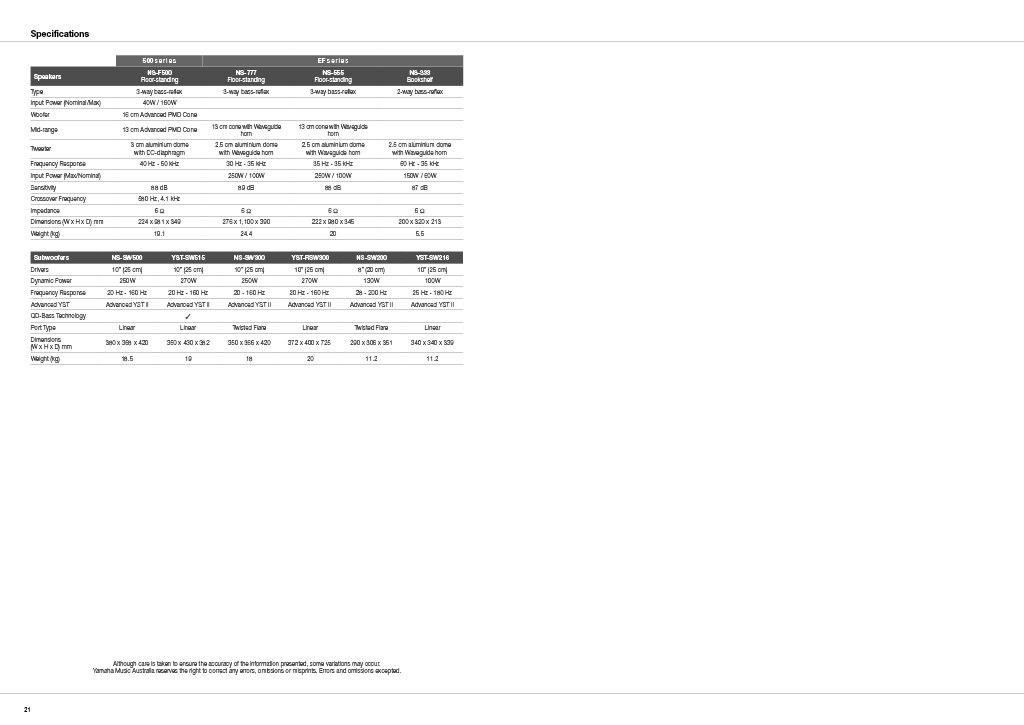 Specifications
500 series EF series
Speakers NS-F500 Floor-standing NS-777 Floor-standing NS-555 Floor-standing NS-333 Bookshelf
Type 3-way bass-reflex 3-way bass-reflex 3-way bass-reflex 2-way bass-reflex
Input Power (Nominal/Max) 40W / 160W
Woofer 16 cm Advanced PMD Cone
Mid-range 13 cm Advanced PMD Cone 13 cm cone with Waveguide horn 13 cm cone with Waveguide horn
Tweeter 3 cm aluminium dome with DC-diaphragm 2.5 cm aluminium dome with Waveguide horn 2.5 cm aluminium dome with Waveguide horn 2.5 cm aluminium dome with Waveguide horn
Frequency Response 40 Hz - 50 kHz 30 Hz - 35 kHz 35 Hz - 35 kHz 60 Hz - 35 kHz
Input Power (Max/Nominal) 250W / 100W 250W / 100W 150W / 60W
Sensitivity 88 dB 89 dB 88 dB 87 dB
Crossover Frequency 580 Hz, 4.1 kHz
Impedance 6 Ω 6 Ω 6 Ω 6 Ω
Dimensions (W x H x D) mm 224 x 981 x 349 276 x 1,100 x 390 222 x 980 x 345 200 x 320 x 213
Weight (kg) 19.1 24.4 20 5.5
Subwoofers NS-SW500 YST-SW515 NS-SW300 YST-RSW300 NS-SW200 YST-SW216
Drivers 10" (25 cm) 10" (25 cm) 10" (25 cm) 10" (25 cm) 8" (20 cm) 10" (25 cm)
Dynamic Power 250W 270W 250W 270W 130W 100W
Frequency Response 20 Hz - 160 Hz 20 Hz - 160 Hz 20 - 160 Hz 20 Hz - 160 Hz 28 - 200 Hz 25 Hz - 180 Hz
Advanced YST Advanced YST II Advanced YST II Advanced YST II Advanced YST II Advanced YST II Advanced YST II
QD-Bass Technology ✓
Port Type Linear Linear Twisted Flare Linear Twisted Flare Linear
Dimensions (W x H x D) mm 380 x 368 x 420 350 x 430 x 382 350 x 366 x 420 372 x 400 x 725 290 x 306 x 351 340 x 340 x 339
Weight (kg) 18.5 19 18 20 11.2 11.2
Although care is taken to ensure the accuracy of the information presented, some variations may occur.
Yamaha Music Australia reserves the right to correct any errors, omissions or misprints. Errors and omissions excepted.
21